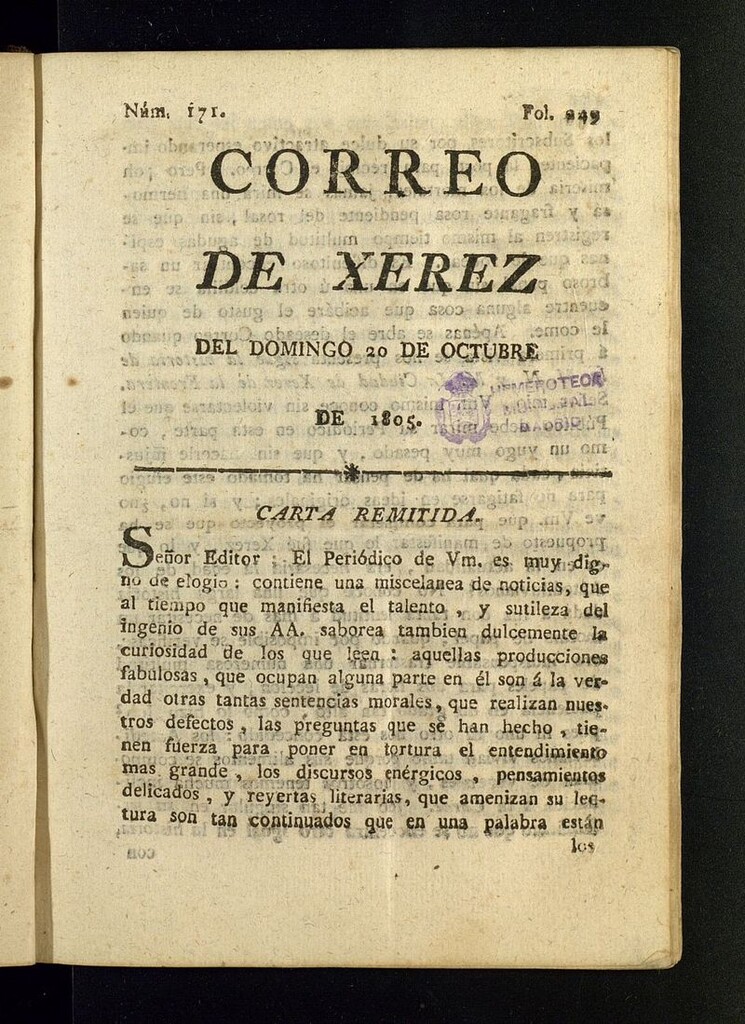 Núm. 171.
Fol. 249
CORREO
DE XEREZ
DEL DOMINGO 20 DE OCTUBRE
DE 1805.
HEMEROTECA
MUNICIPAL
CARTA REMITIDA.
Señor Editor : El Periódico de Vm. es muy dig-
no de elogio : contiene una miscelanea de noticias, que
al tiempo que manifiesta el talento , y sutileza del
ingenio de sus AA. saborea tambien dulcemente la
curiosidad de los que leen : aquellas producciones
fabulosas , que ocupan alguna parte en él son á la ver-
dad otras tantas sentencias morales, que realizan nues-
tros defectos , las preguntas que se han hecho , tie-
nen fuerza para poner en tortura el entendimiento
mas grande , los discursos enérgicos , pensamientos
delicados , y reyertas literarias, que amenizan su lec-
tura son tan continuados que en una palabra están
los